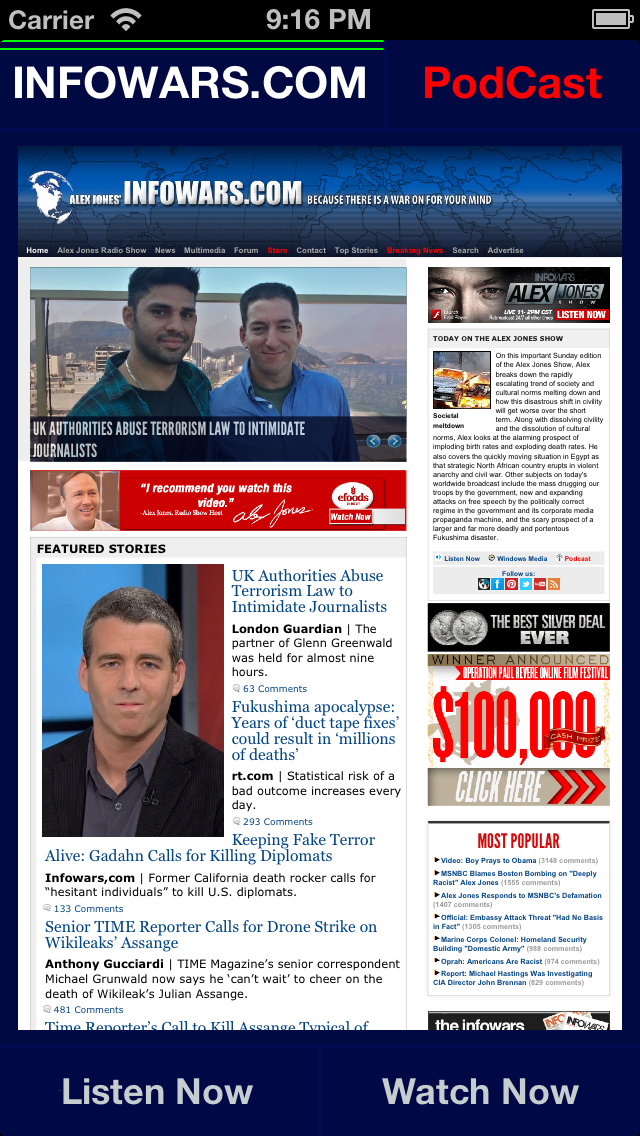 Carrier 9:16 PM
INFOWARS.COM
PodCast
ALEX JONES' INFOWARS.COM BECAUSE THERE IS A WAR ON FOR YOUR MIND
Home Alex Jones Radio Show News Multimedia Forum Store Contact Top Stories Breaking News Search Advertise
UK AUTHORITIES ABUSE TERRORISM LAW TO INTIMIDATE
JOURNALISTS
"I recommend you watch this
video."
-Alex Jones, Radio Show Host
Alex Jones
efoods
DIRECT
Watch Now
FEATURED STORIES
UK Authorities Abuse
Terrorism Law to
Intimidate Journalists
London Guardian | The
partner of Glenn Greenwald
was held for almost nine
hours.
63 Comments
Fukushima apocalypse:
Years of ‘duct tape fixes’
could result in ‘millions
of deaths’
rt.com | Statistical risk of a
bad outcome increases every
day.
293 Comments
Keeping Fake Terror
Alive: Gadahn Calls for Killing Diplomats
Infowars,com | Former California death rocker calls for
“hesitant individuals” to kill U.S. diplomats.
133 Comments
Senior TIME Reporter Calls for Drone Strike on
Wikileaks’ Assange
Anthony Gucciardi | TIME Magazine’s senior correspondent
Michael Grunwald now says he ‘can’t wait’ to cheer on the
death of Wikileak’s Julian Assange.
481 Comments
Time Reporter’s Call to Kill Assange Typical of
INFOWARS
ALEX JONES
SHOW
LIVE 11- 2PM CST
Rebroadcast 24/7 all other times
LISTEN NOW
TODAY ON THE ALEX JONES SHOW
On this important Sunday edition
of the Alex Jones Show, Alex
breaks down the rapidly
escalating trend of society and
cultural norms melting down and
how this disastrous shift in civility
will get worse over the short
term. Along with dissolving civility
and the dissolution of cultural
Societal
meltdown
norms, Alex looks at the alarming prospect of
imploding birth rates and exploding death rates. He
also covers the quickly moving situation in Egypt as
that strategic North African country erupts in violent
anarchy and civil war. Other subjects on today's
worldwide broadcast include the mass drugging our
troops by the government, new and expanding
attacks on free speech by the politically correct
regime in the government and its corporate media
propaganda machine, and the scary prospect of a
larger and far more deadly and portentous
Fukushima disaster.
Listen Now Windows Media Podcast
Follow us on:
THE BEST SILVER DEAL
EVER
WINNER ANNOUNCED
OPERATION PAUL REVERE ONLINE FILM FESTIVAL
$100,000
CASH PRIZE
CLICK HERE
MOST POPULAR
Video: Boy Prays to Obama (3148 comments)
MSNBC Blames Boston Bombing on "Deeply
Racist" Alex Jones (1555 comments)
Alex Jones Responds to MSNBC's Defamation
(1407 comments)
Official: Embassy Attack Threat "Had No Basis
in Fact" (1305 comments)
Marine Corps Colonel: Homeland Security
Building "Domestic Army" (988 comments)
Oprah: Americans Are Racist (974 comments)
Report: Michael Hastings Was Investigating
CIA Director John Brennan (829 comments)
the infowars
Listen Now
Watch Now